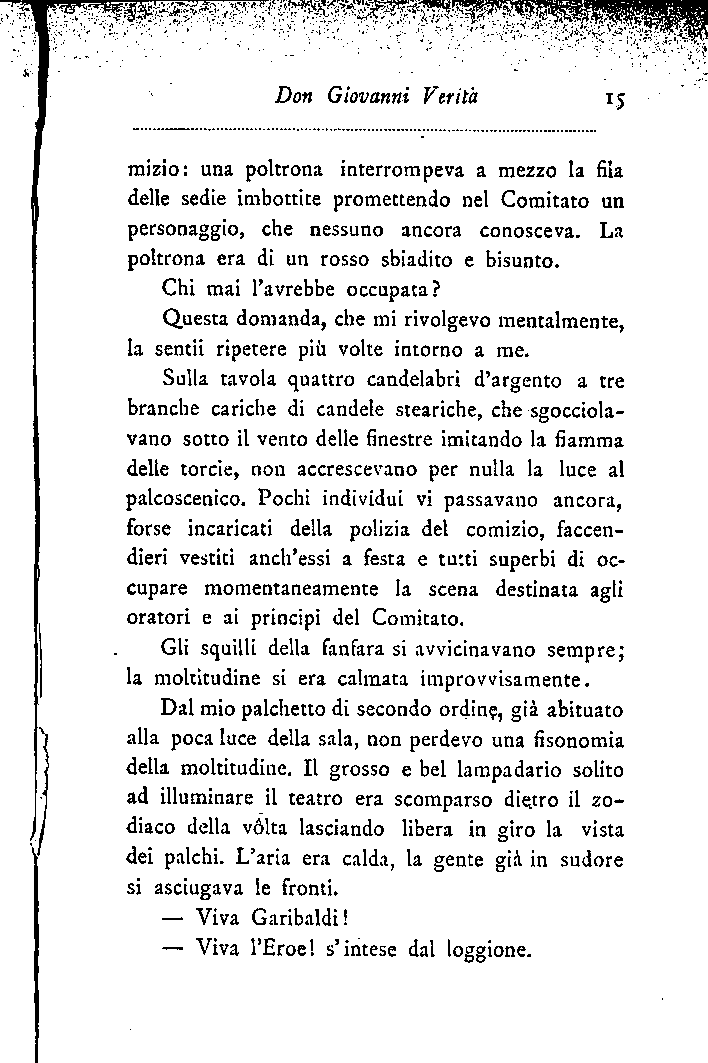 Don Giovanni Verità 15
mizio: una poltrona interrompeva a mezzo la fila
delle sedie imbottite promettendo nel Comitato un
personaggio, che nessuno ancora conosceva. La
poltrona era di un rosso sbiadito e bisunto.
Chi mai l'avrebbe occupata?
Questa domanda, che mi rivolgevo mentalmente,
la sentii ripetere più volte intorno a me.
Sulla tavola quattro candelabri d'argento a tre
branche cariche di candele steariche, che sgocciola-
vano sotto il vento delle finestre imitando la fiamma
delle torcie, non accrescevano per nulla la luce al
palcoscenico. Pochi individui vi passavano ancora,
forse incaricati della polizia del comizio, faccen-
dieri vestiti anch'essi a festa e tutti superbi di oc-
cupare momentaneamente la scena destinata agli
oratori e ai principi del Comitato.
Gli squilli della fanfara si avvicinavano sempre;
la moltitudine si era calmata improvvisamente.
Dal mio palchetto di secondo ordine, già abituato
alla poca luce della sala, non perdevo una fisonomia
della moltitudine. Il grosso e bel lampadario solito
ad illuminare il teatro era scomparso dietro il zo-
diaco della vôlta lasciando libera in giro la vista
dei palchi. L'aria era calda, la gente già in sudore
si asciugava le fronti.
— Viva Garibaldi!
— Viva l'Eroe! s'intese dal loggione.